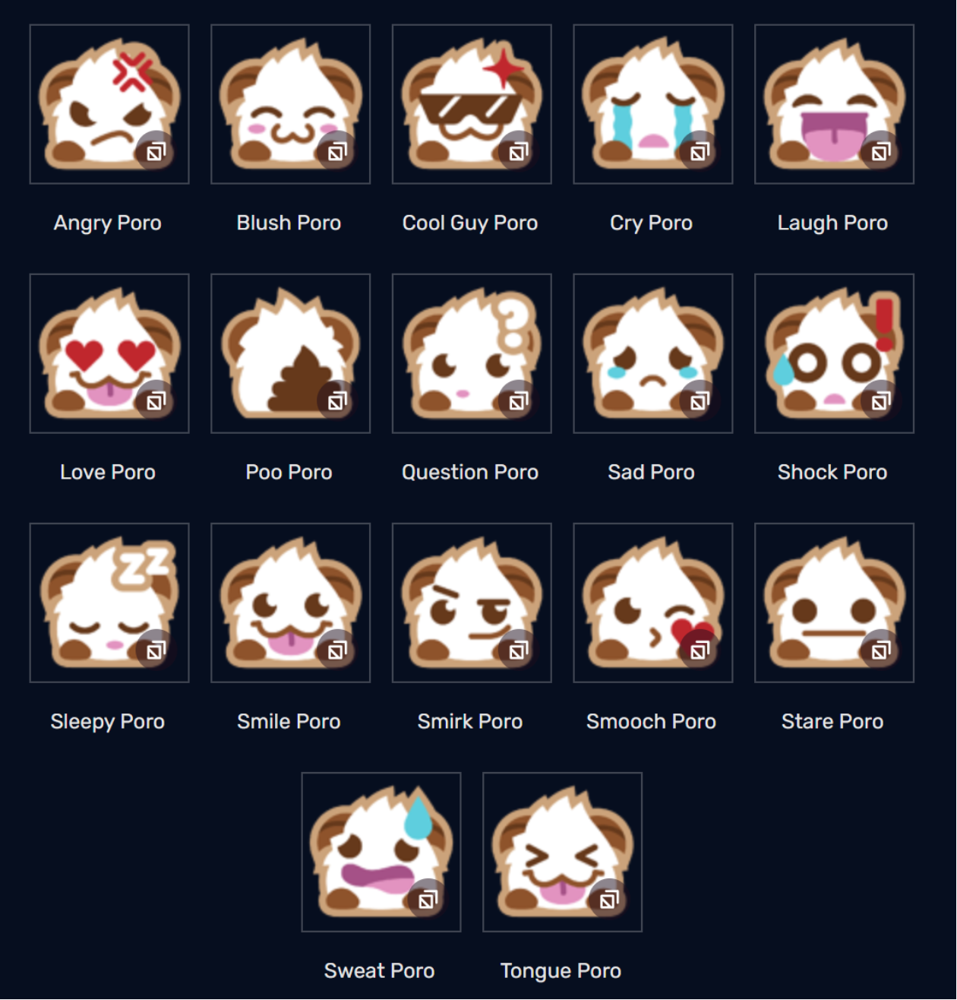 Angry Poro
Blush Poro
Cool Guy Poro
Cry Poro
Laugh Poro
?
!
Love Poro
Poo Poro
Question Poro
Sad Poro
Shock Poro
ZZ
Sleepy Poro
Smile Poro
Smirk Poro
Smooch Poro
Stare Poro
Sweat Poro
Tongue Poro